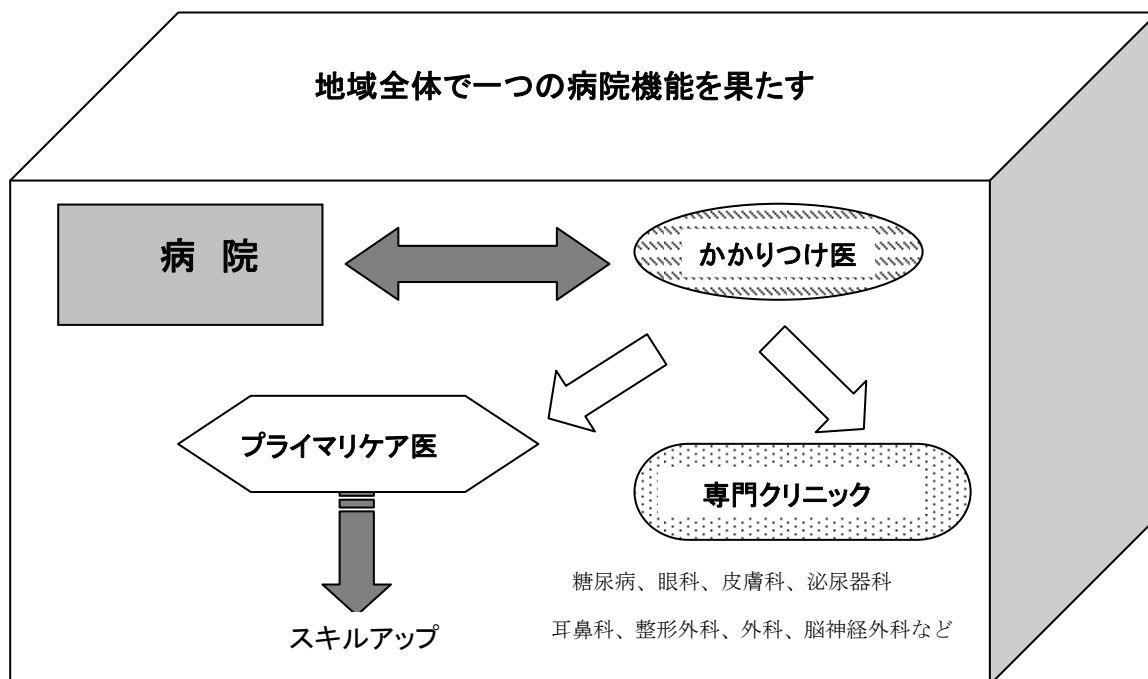 地域全体で一つの病院機能を果たす
病 院
かかりつけ医
プライマリケア医
専門クリニック
糖尿病、眼科、皮膚科、泌尿器科
耳鼻科、整形外科、外科、脳神経外科など
スキルアップ